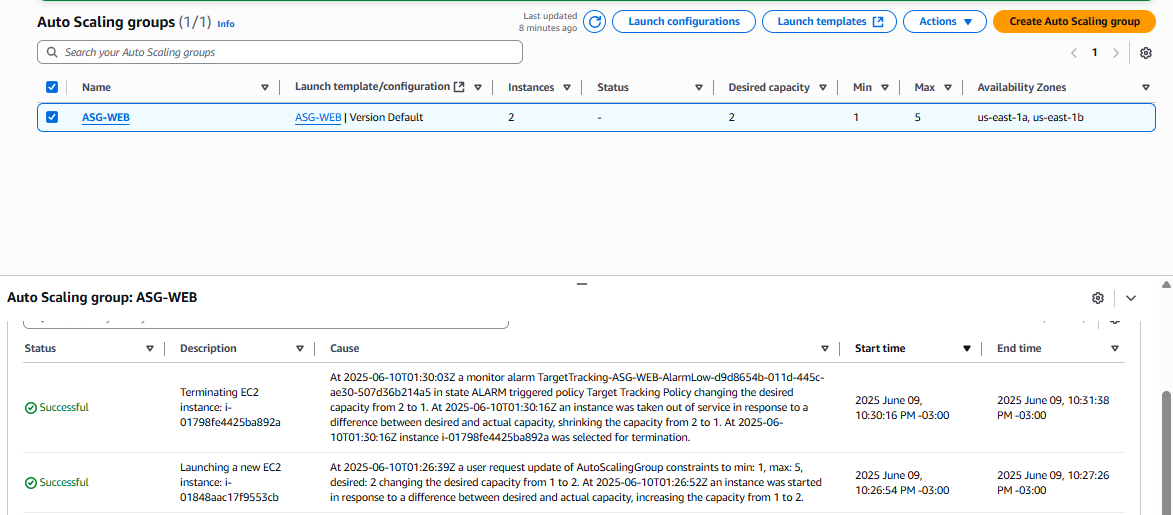 Auto Scaling groups (1/1) Info
Last updated
8 minutes ago
Launch configurations
Launch templates
Actions
Create Auto Scaling group
Search your Auto Scaling groups
1
Name
Launch template/configuration
Instances
Status
Desired capacity
Min
Max
Availability Zones
ASG-WEB
ASG-WEB | Version Default
2
-
2
1
5
us-east-1a, us-east-1b
Auto Scaling group: ASG-WEB
Status
Description
Cause
Start time
End time
Successful
Terminating EC2
instance: i-
01798fe4425ba892a
At 2025-06-10T01:30:03Z a monitor alarm TargetTracking-ASG-WEB-AlarmLow-d9d8654b-011d-445c-
ae30-507d36b214a5 in state ALARM triggered policy Target Tracking Policy changing the desired
capacity from 2 to 1. At 2025-06-10T01:30:16Z an instance was taken out of service in response to a
difference between desired and actual capacity, shrinking the capacity from 2 to 1. At 2025-06-
10T01:30:16Z instance i-01798fe4425ba892a was selected for termination.
2025 June 09,
10:30:16 PM -03:00
2025 June 09, 10:31:38
PM -03:00
Successful
Launching a new EC2
instance: i-
01848aac17f9553cb
At 2025-06-10T01:26:39Z a user request update of AutoScalingGroup constraints to min: 1, max: 5,
desired: 2 changing the desired capacity from 1 to 2. At 2025-06-10T01:26:52Z an instance was started
in response to a difference between desired and actual capacity, increasing the capacity from 1 to 2.
2025 June 09,
10:26:54 PM -03:00
2025 June 09, 10:27:26
PM -03:00